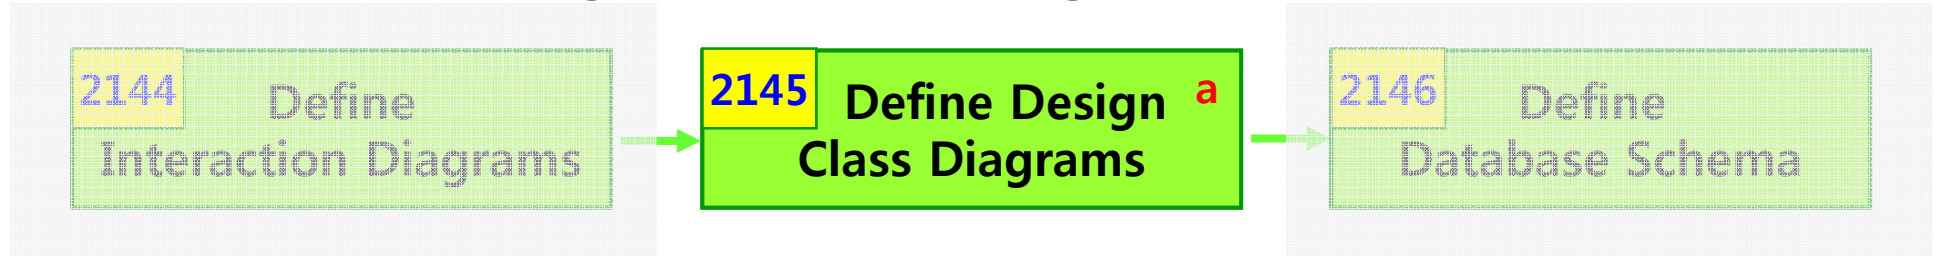 2144
Define
Interaction Diagrams
2145
Define Design a
Class Diagrams
2146
Define
Database Schema